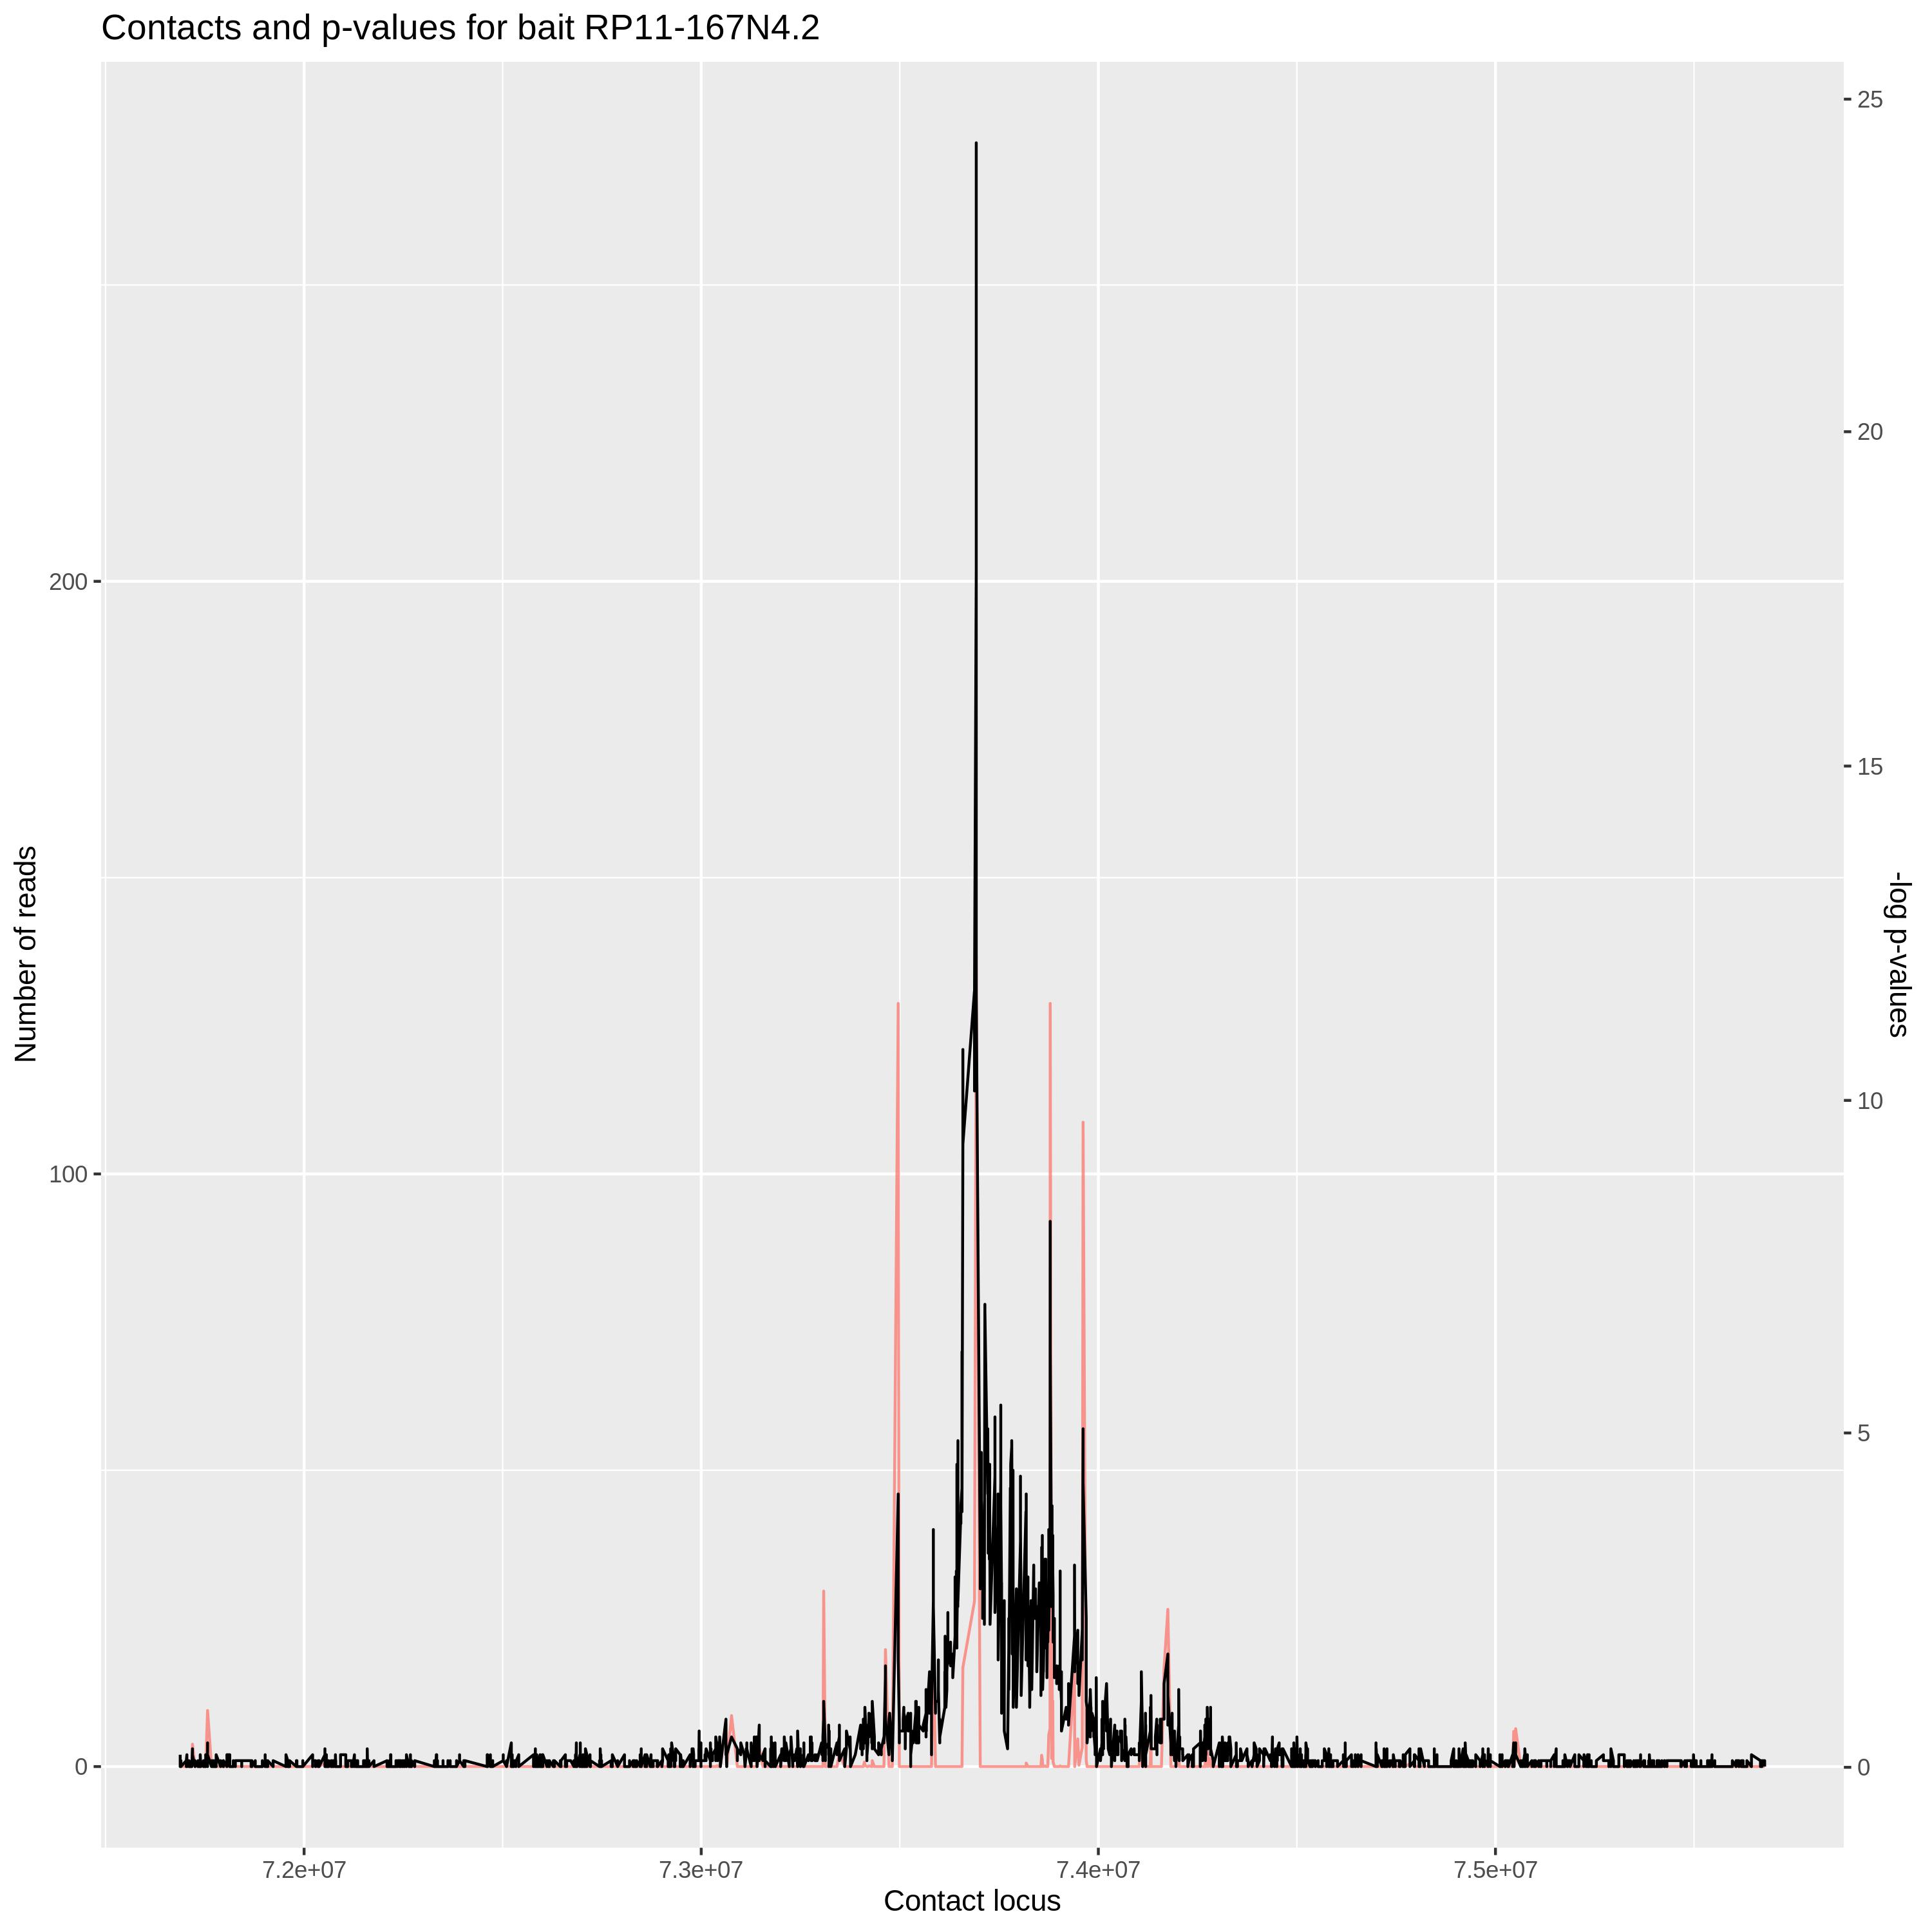 Contacts and p-values for bait RP11-167N4.2
25
20
200
15
Number of reads
-log p-values
10
100
5
0
0
7.2e+07
7.3e+07
7.4e+07
7.5e+07
Contact locus